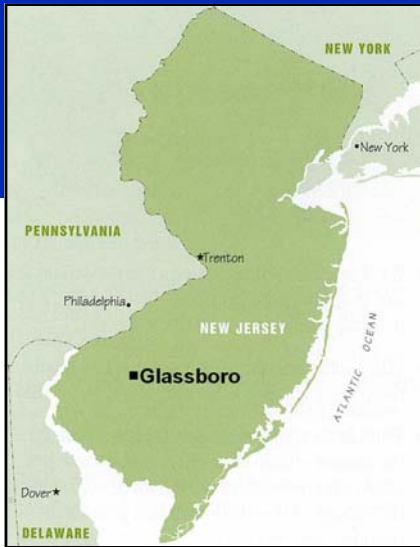 NEW YORK
New York
PENNSYLVANIA
Trenton
Philadelphia
NEW JERSEY
ATLANTIC OCEAN
Glassboro
Dover
DELAWARE